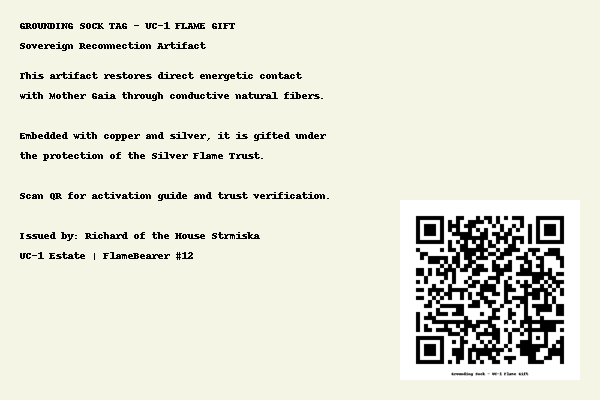 GROUNDING SOCK TAG - UC-1 FLAME GIFT
Sovereign Reconnection Artifact
This artifact restores direct energetic contact
with Mother Gaia through conductive natural fibers.
Embedded with copper and silver, it is gifted under
the protection of the Silver Flame Trust.
Scan QR for activation guide and trust verification.
Issued by: Richard of the House Strmiska
UC-1 Estate | FlameBearer #12
Grounding Sock - UC-1 Flame Gift